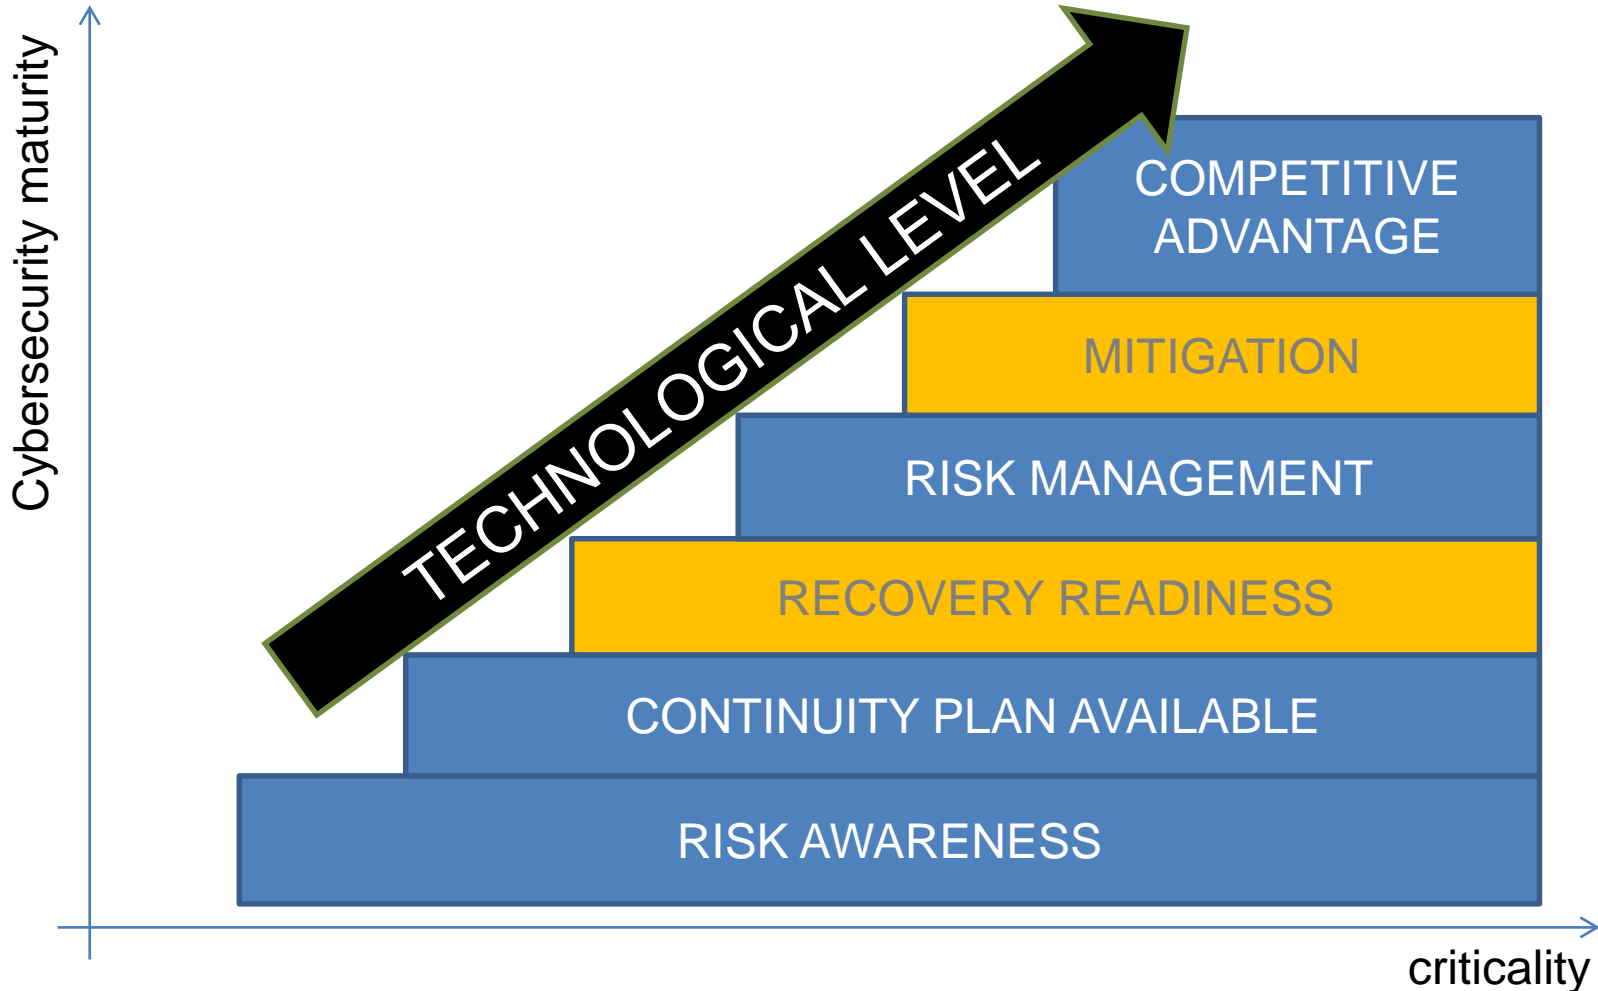 Cybersecurity maturity
TECHNOLOGICAL LEVEL
COMPETITIVE
ADVANTAGE
MITIGATION
RISK MANAGEMENT
RECOVERY READINESS
CONTINUITY PLAN AVAILABLE
RISK AWARENESS
criticality